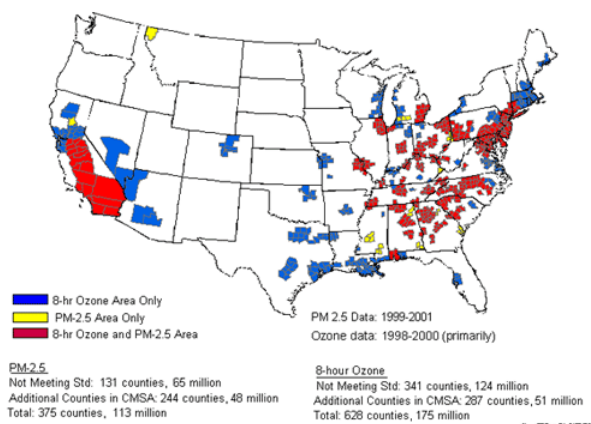 8-hr Ozone Area Only
PM-2.5 Area Only
8-hr Ozone and PM-2.5 Area
PM 2.5 Data: 1999-2001
Ozone data: 1998-2000 (primarily)
PM-2.5
Not Meeting Std: 131 counties, 65 million
Additional Counties in CMSA: 244 counties, 48 million
Total: 375 counties, 113 million
8-hour Ozone
Not Meeting Std: 341 counties, 124 million
Additional Counties in CMSA: 287 counties, 51 million
Total: 628 counties, 175 million